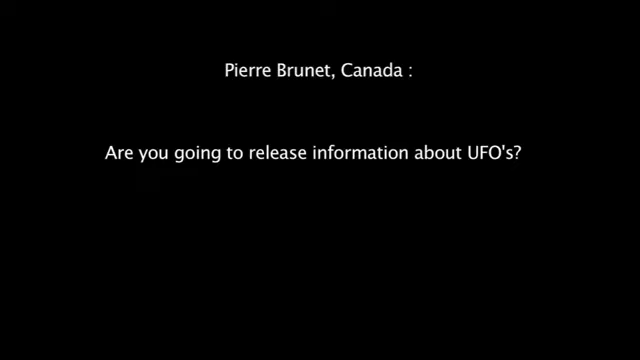 Pierre Brunet, Canada :
Are you going to release information about UFO's?